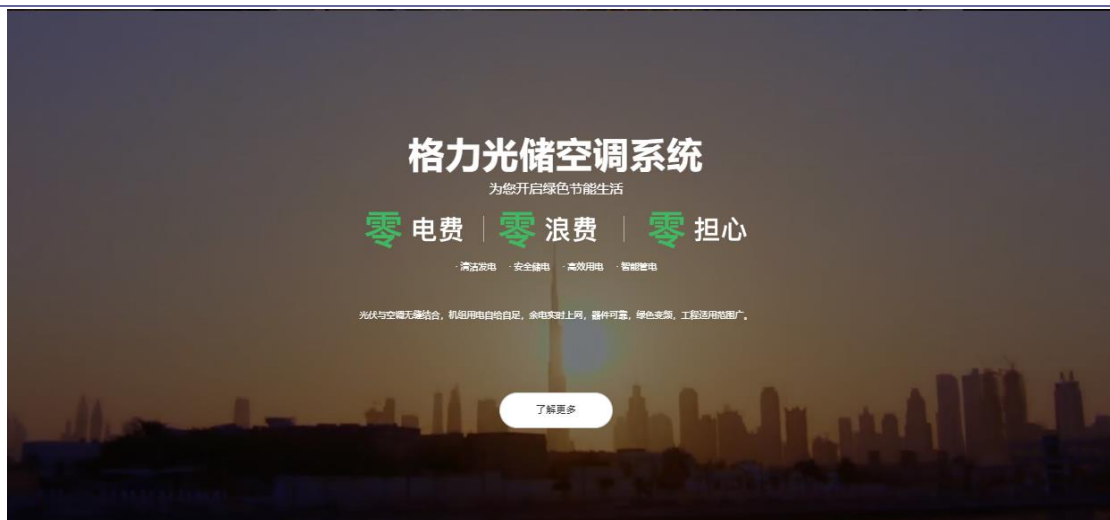 格力光储空调系统
为您开启绿色节能生活
零 电费 | 零 浪费 | 零 担心
· 清洁发电 · 安全储电 · 高效用电 · 智能管电
光伏与空调无缝结合，机组用电自给自足，余电实时上网，器件可靠，绿色变频，工程适用范围广。
了解更多